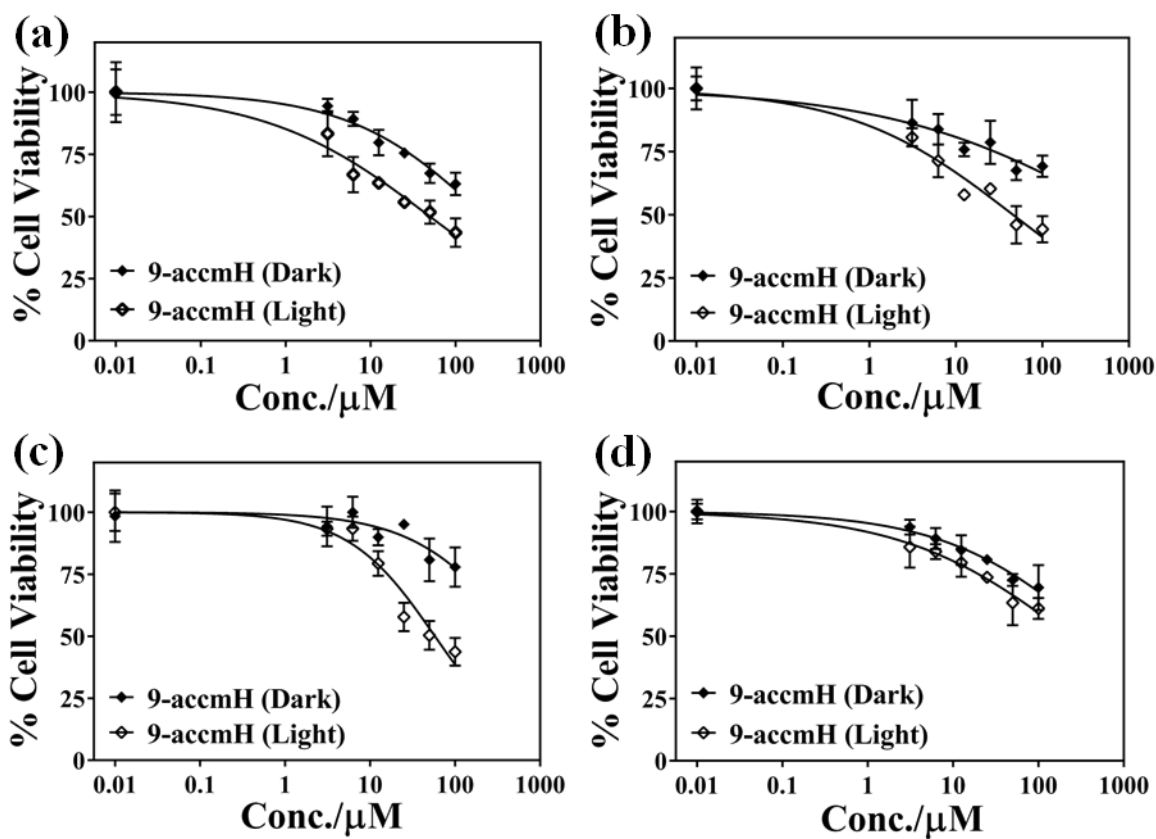 (a)
% Cell Viability
100
75
50
25
0
9-accmH (Dark)
9-accmH (Light)
0.01 0.1 1 10 100 1000
Conc./μM
(b)
% Cell Viability
100
75
50
25
0
9-accmH (Dark)
9-accmH (Light)
0.01 0.1 1 10 100 1000
Conc./μM
(c)
% Cell Viability
100
75
50
25
0
9-accmH (Dark)
9-accmH (Light)
0.01 0.1 1 10 100 1000
Conc./μM
(d)
% Cell Viability
100
75
50
25
0
9-accmH (Dark)
9-accmH (Light)
0.01 0.1 1 10 100 1000
Conc./μM